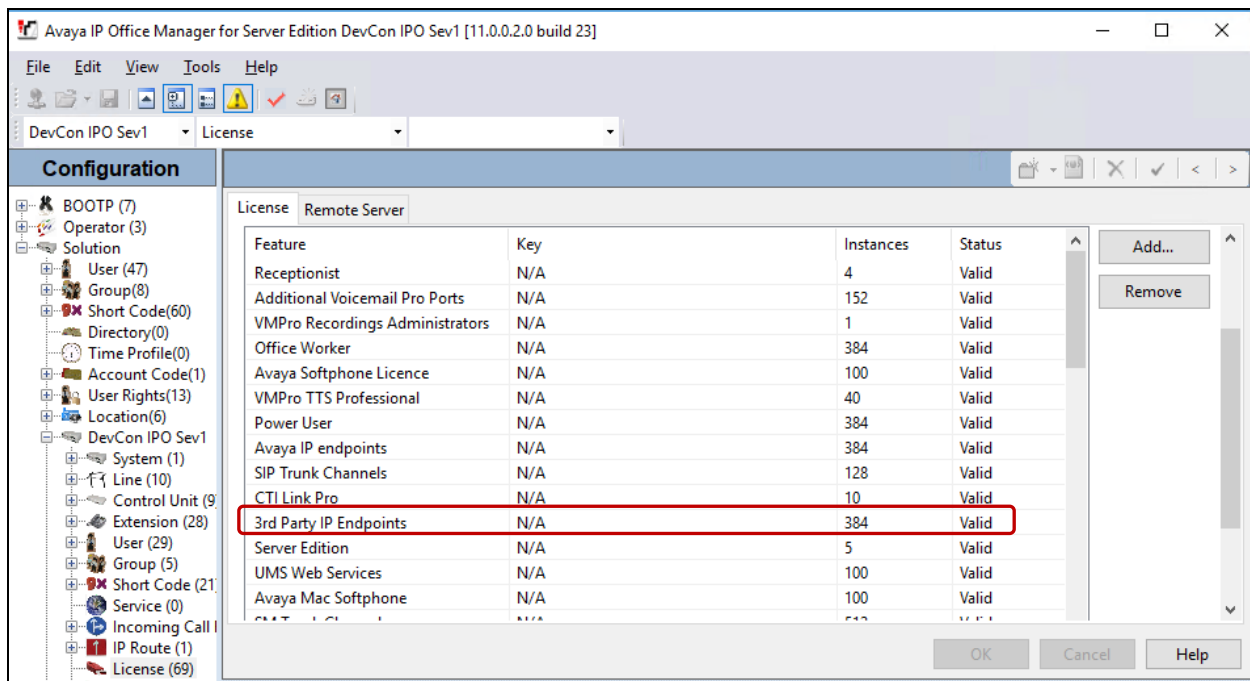 Avaya IP Office Manager for Server Edition DevCon IPO Sev1 [11.0.0.2.0 build 23]
File Edit View Tools Help
DevCon IPO Sev1 License
Configuration
BOOTP (7)
Operator (3)
Solution
User (47)
Group(8)
Short Code(60)
Directory(0)
Time Profile(0)
Account Code(1)
User Rights(13)
Location(6)
DevCon IPO Sev1
System (1)
Line (10)
Control Unit (9
Extension (28)
User (29)
Group (5)
Short Code (21
Service (0)
Incoming Call
IP Route (1)
License (69)
License Remote Server
Feature Key Instances Status
Receptionist N/A 4 Valid
Additional Voicemail Pro Ports N/A 152 Valid
VMPro Recordings Administrators N/A 1 Valid
Office Worker N/A 384 Valid
Avaya Softphone Licence N/A 100 Valid
VMPro TTS Professional N/A 40 Valid
Power User N/A 384 Valid
Avaya IP endpoints N/A 384 Valid
SIP Trunk Channels N/A 128 Valid
CTI Link Pro N/A 10 Valid
3rd Party IP Endpoints N/A 384 Valid
Server Edition N/A 5 Valid
UMS Web Services N/A 100 Valid
Avaya Mac Softphone N/A 100 Valid
Add...
Remove
OK Cancel Help